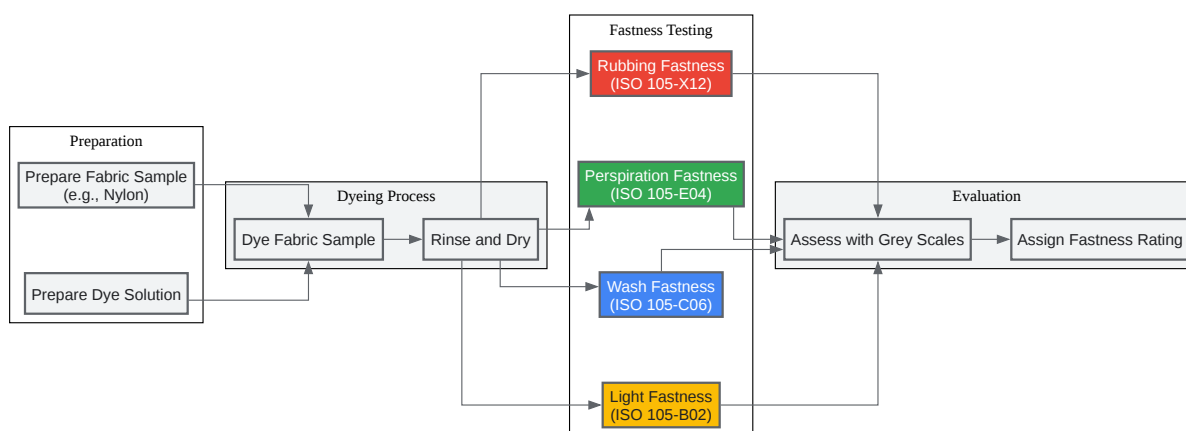 Preparation
Prepare Fabric Sample
(e.g., Nylon)
Prepare Dye Solution
Dyeing Process
Dye Fabric Sample
Rinse and Dry
Fastness Testing
Rubbing Fastness
(ISO 105-X12)
Perspiration Fastness
(ISO 105-E04)
Wash Fastness
(ISO 105-C06)
Light Fastness
(ISO 105-B02)
Evaluation
Assess with Grey Scales
Assign Fastness Rating